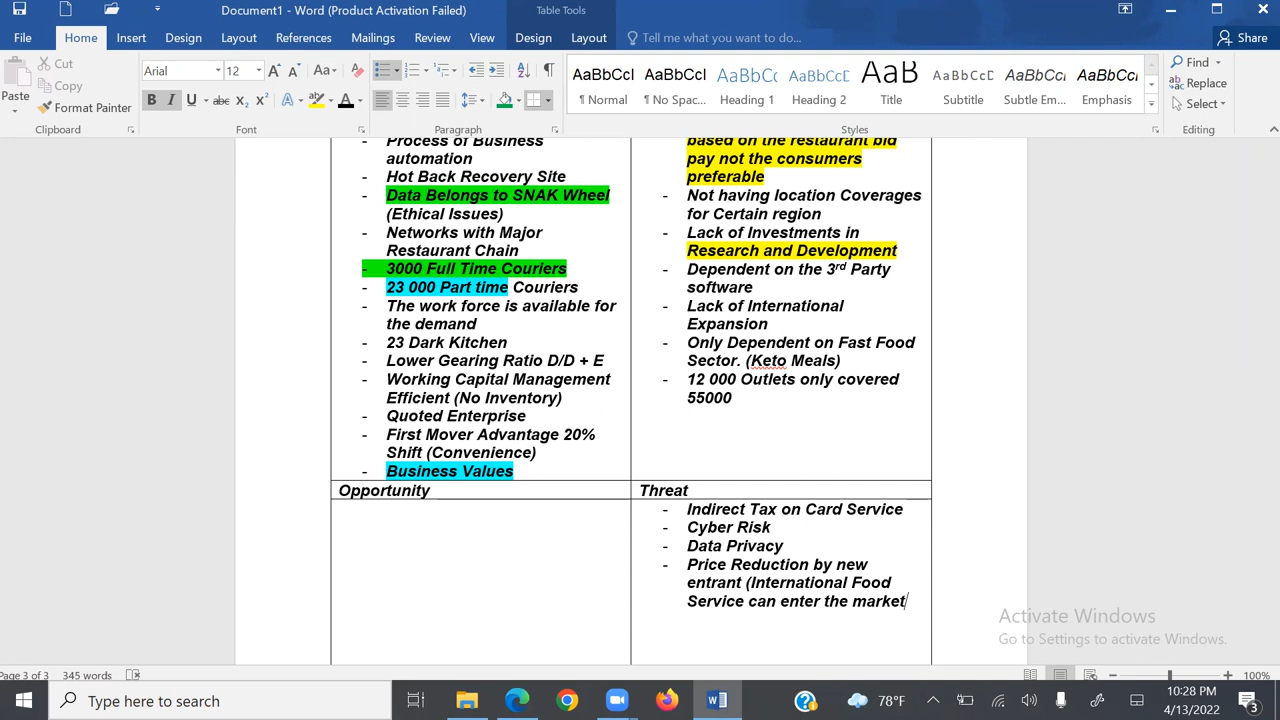 Document1 - Word (Product Activation Failed)
Table Tools
File Home Insert Design Layout References Mailings Review View Design Layout Tell me what you want to do... Share
Paste
Cut
Copy
Format Painter
Clipboard
Arial 12
Font
Paragraph
AaBbCcI AaBbCcI AaBbCc AaBbCcE AaB AaBbCcD AaBbCcI AaBbCcI
¶ Normal ¶ No Spac... Heading 1 Heading 2 Title Subtitle Subtle Em... Emphasis
Styles
Find
Replace
Select
Editing
Process of Business
automation
- Hot Back Recovery Site
- Data Belongs to SNAK Wheel
(Ethical Issues)
- Networks with Major
Restaurant Chain
- 3000 Full Time Couriers
- 23 000 Part time Couriers
- The work force is available for
the demand
- 23 Dark Kitchen
- Lower Gearing Ratio D/D + E
- Working Capital Management
Efficient (No Inventory)
- Quoted Enterprise
- First Mover Advantage 20%
Shift (Convenience)
- Business Values
based on the restaurant bid
pay not the consumers
preferable
- Not having location Coverages
for Certain region
- Lack of Investments in
Research and Development
- Dependent on the 3rd Party
software
- Lack of International
Expansion
- Only Dependent on Fast Food
Sector. (Keto Meals)
- 12 000 Outlets only covered
55000
Opportunity
Threat
- Indirect Tax on Card Service
- Cyber Risk
- Data Privacy
- Price Reduction by new
entrant (International Food
Service can enter the market
Activate Windows
Go to Settings to activate Windows.
Page 3 of 3 345 words
100%
Type here to search
78°F
10:28 PM
4/13/2022
3